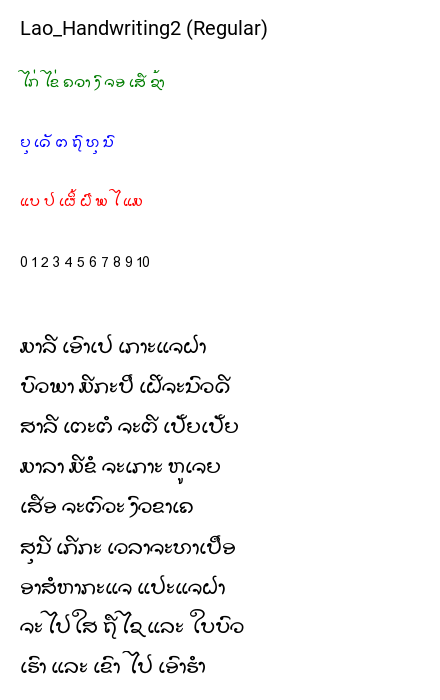 Lao_Handwriting2 (Regular)
ໄກ່ ໄຂ່ ຄວາງົ ຈອ ເສື ຊ້າ
ຍຸ ເດັ ຕ ຖົ ທຸ ນົ
ແບ ປ ເຜິ້ ຝື ພ ໄ ແມ
0 1 2 3 4 5 6 7 8 9 10
ມາລີ ເອົາເປ ເກາະແຈຝາ
ບົວພາ ມີກະປີ ເຝີຈະນົວດີ
ສາລີ ເຕະຕໍ ຈະຕີ ເປັ້ຍເປັ້ຍ
ມາລາ ມີຂໍ ຈະເກາະ ຫູເຈຍ
ເສືອ ຈະຕົວະ ງົວຂາເຄ
ສຸນີ ເກີກະ ເວລາຈະທາເປືອ
ອາສໍຫາກະແຈ ແປະແຈຝາ
ຈະ ໄປໃສ ຖືໄຊ ແລະ ໃບບົວ
ເຮົາ ແລະ ເຂົາ ໄປ ເອົາຮໍາ